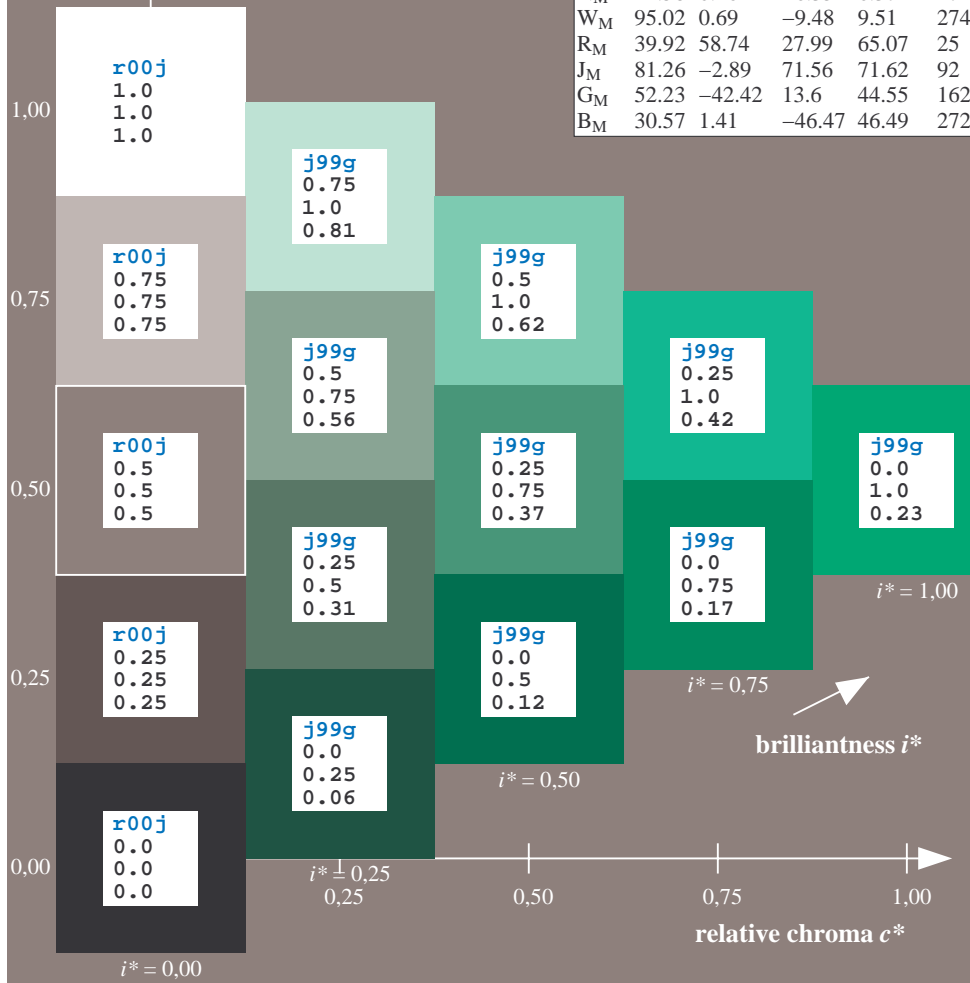 W_M 95.02 0.69 −9.48 9.51 274
R_M 39.92 58.74 27.99 65.07 25
J_M 81.26 −2.89 71.56 71.62 92
G_M 52.23 −42.42 13.6 44.55 162
B_M 30.57 1.41 −46.47 46.49 272
1,00
r00j
1.0
1.0
1.0
j99g
0.75
1.0
0.81
0,75
r00j
0.75
0.75
0.75
j99g
0.5
1.0
0.62
j99g
0.5
0.75
0.56
j99g
0.25
1.0
0.42
0,50
r00j
0.5
0.5
0.5
j99g
0.25
0.75
0.37
j99g
0.0
1.0
0.23
i* = 1,00
j99g
0.25
0.5
0.31
j99g
0.0
0.75
0.17
i* = 0,75
0,25
r00j
0.25
0.25
0.25
j99g
0.0
0.5
0.12
i* = 0,50
brilliantness i*
j99g
0.0
0.25
0.06
i* = 0,25
0,00
r00j
0.0
0.0
0.0
i* = 0,00
0,25 0,50 0,75 1,00
relative chroma c*